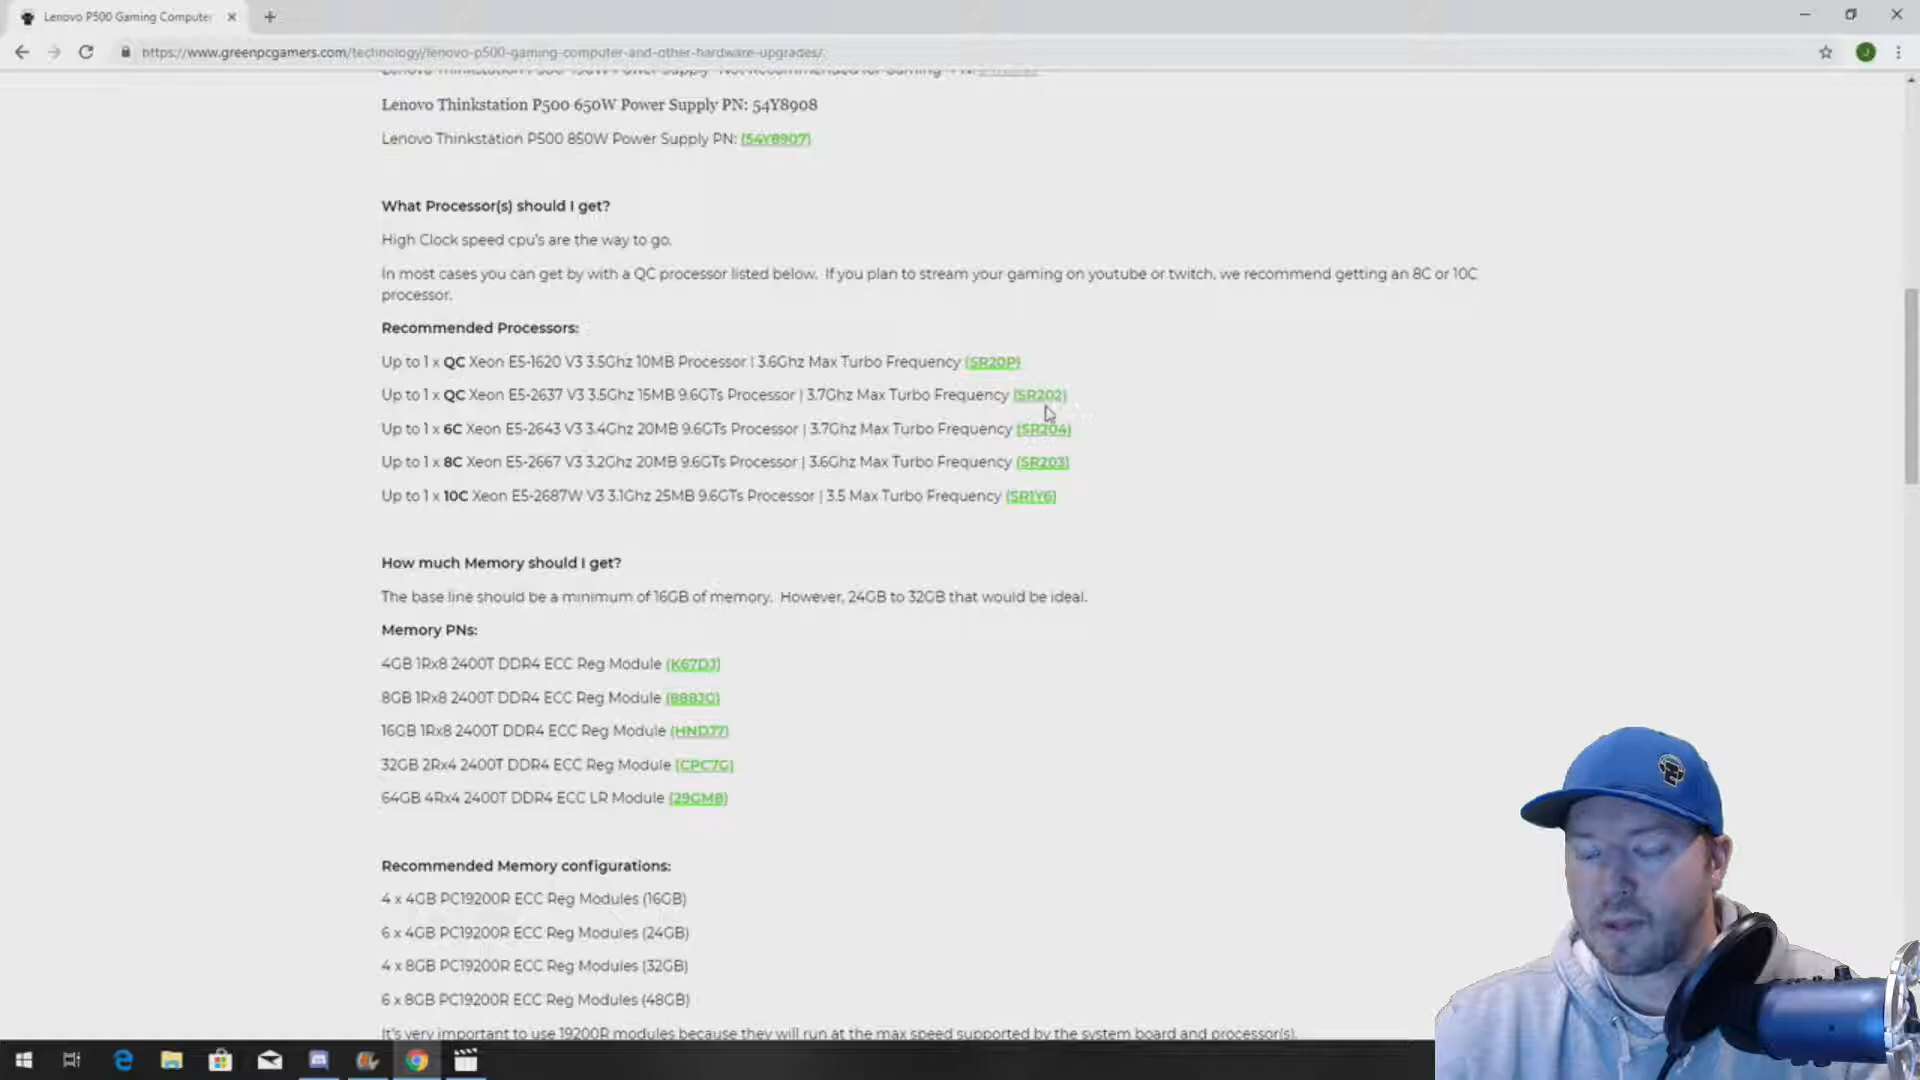 Lenovo P500 Gaming Computer
https://www.greenpcgamers.com/technology/lenovo-p500-gaming-computer-and-other-hardware-upgrades/
Lenovo Thinkstation P500 Power Supply Not Recommended for Gaming PN:
Lenovo Thinkstation P500 650W Power Supply PN: 54Y8908
Lenovo Thinkstation P500 850W Power Supply PN: (54Y8907)
What Processor(s) should I get?
High Clock speed cpu's are the way to go.
In most cases you can get by with a QC processor listed below. If you plan to stream your gaming on youtube or twitch, we recommend getting an 8C or 10C
processor.
Recommended Processors:
Up to 1 x QC Xeon E5-1620 V3 3.5Ghz 10MB Processor | 3.6Ghz Max Turbo Frequency (SR20P)
Up to 1 x QC Xeon E5-2637 V3 3.5Ghz 15MB 9.6GTs Processor | 3.7Ghz Max Turbo Frequency (SR202)
Up to 1 x 6C Xeon E5-2643 V3 3.4Ghz 20MB 9.6GTs Processor | 3.7Ghz Max Turbo Frequency (SR204)
Up to 1 x 8C Xeon E5-2667 V3 3.2Ghz 20MB 9.6GTs Processor | 3.6Ghz Max Turbo Frequency (SR203)
Up to 1 x 10C Xeon E5-2687W V3 3.1Ghz 25MB 9.6GTs Processor | 3.5 Max Turbo Frequency (SR1Y6)
How much Memory should I get?
The base line should be a minimum of 16GB of memory. However, 24GB to 32GB that would be ideal.
Memory PNs:
4GB 1Rx8 2400T DDR4 ECC Reg Module (K67DJ)
8GB 1Rx8 2400T DDR4 ECC Reg Module (888JG)
16GB 1Rx8 2400T DDR4 ECC Reg Module (HNDJ7)
32GB 2Rx4 2400T DDR4 ECC Reg Module (CPC7G)
64GB 4Rx4 2400T DDR4 ECC LR Module (29GM8)
Recommended Memory configurations:
4 x 4GB PC19200R ECC Reg Modules (16GB)
6 x 4GB PC19200R ECC Reg Modules (24GB)
4 x 8GB PC19200R ECC Reg Modules (32GB)
6 x 8GB PC19200R ECC Reg Modules (48GB)
It's very important to use 19200R modules because they will run at the max speed supported by the system board and processor(s).